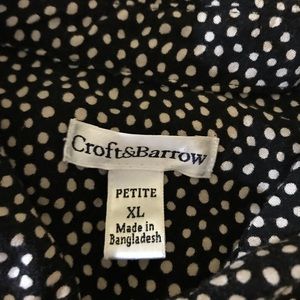 Croft&Barrow
PETITE
XL
Made in
Bangladesh